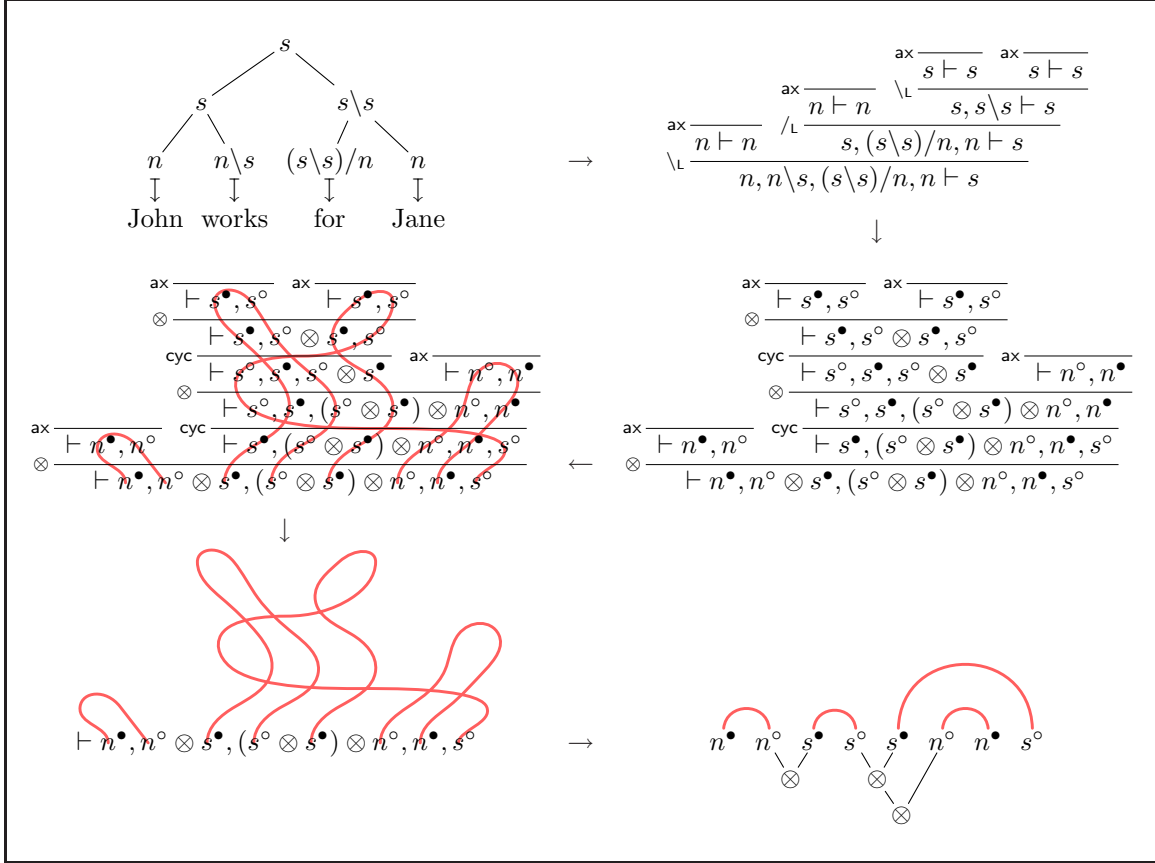 s
s s\s
n n\s (s\s)/n n
↧ ↧ ↧ ↧
John works for Jane
→
ax ax
s ⊢ s s ⊢ s
ax \L
n ⊢ n s, s\s ⊢ s
ax /L
n ⊢ n s, (s\s)/n, n ⊢ s
\L
n, n\s, (s\s)/n, n ⊢ s
↓
ax ax
⊢ s•, s° ⊢ s•, s°
⊗
⊢ s•, s° ⊗ s•, s°
cyc ax
⊢ s°, s•, s° ⊗ s• ⊢ n°, n•
⊗
⊢ s°, s•, (s° ⊗ s•) ⊗ n°, n•
ax cyc
⊢ n•, n° ⊢ s•, (s° ⊗ s•) ⊗ n°, n•, s°
⊗
⊢ n•, n° ⊗ s•, (s° ⊗ s•) ⊗ n°, n•, s°
←
ax ax
⊢ s•, s° ⊢ s•, s°
⊗
⊢ s•, s° ⊗ s•, s°
cyc ax
⊢ s°, s•, s° ⊗ s• ⊢ n°, n•
⊗
⊢ s°, s•, (s° ⊗ s•) ⊗ n°, n•
ax cyc
⊢ n•, n° ⊢ s•, (s° ⊗ s•) ⊗ n°, n•, s°
⊗
⊢ n•, n° ⊗ s•, (s° ⊗ s•) ⊗ n°, n•, s°
↓
⊢ n•, n° ⊗ s•, (s° ⊗ s•) ⊗ n°, n•, s°
→
n• n° s• s° s• n° n• s°
⊗ ⊗
⊗